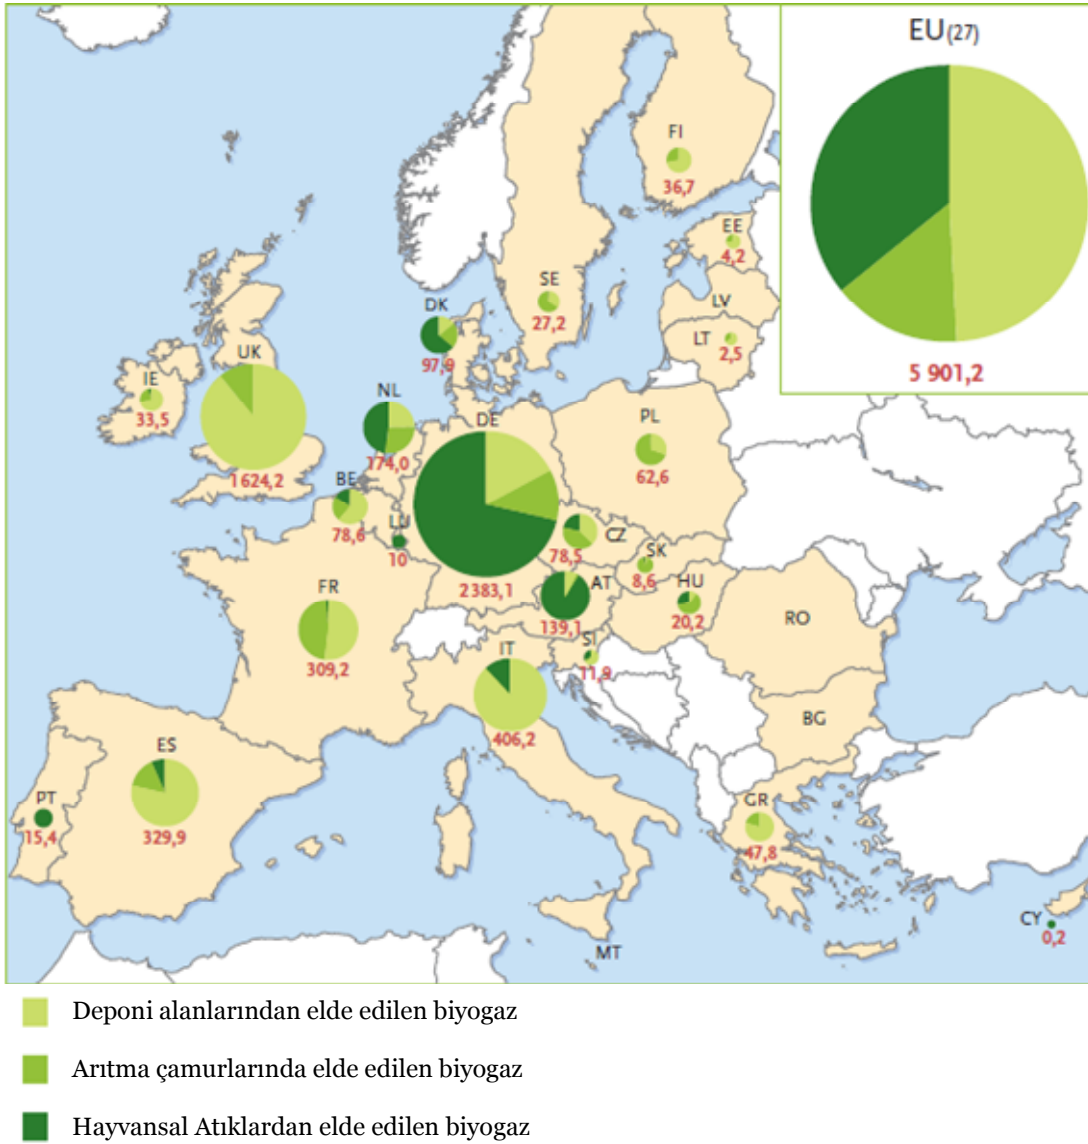 EU(27)
5 901,2
FI
36,7
EE
4,2
SE
27,2
LV
LT
2,5
DK
97,9
UK
1 624,2
IE
33,5
NL
174,0
DE
2 383,1
PL
62,6
BE
78,6
LU
10
CZ
78,5
SK
8,6
AT
139,1
HU
20,2
RO
FR
309,2
IT
406,2
SI
11,9
BG
ES
329,9
PT
15,4
GR
47,8
MT
CY
0,2
Deponi alanlarından elde edilen biyogaz
Arıtma çamurlarında elde edilen biyogaz
Hayvansal Atıklardan elde edilen biyogaz